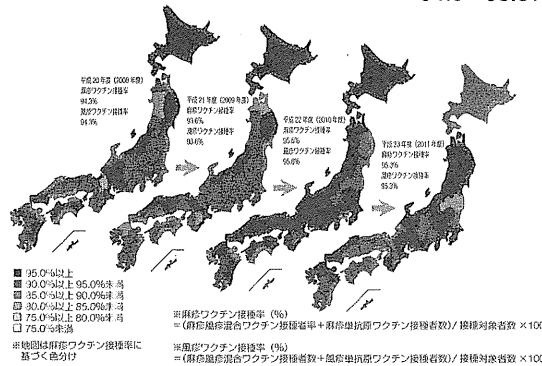 平成20年度(2008年度)
麻疹ワクチン接種率
94.3%
風疹ワクチン接種率
94.3%
平成21年度(2009年度)
麻疹ワクチン接種率
93.6%
風疹ワクチン接種率
93.6%
平成22年度(2010年度)
麻疹ワクチン接種率
95.6%
風疹ワクチン接種率
95.6%
平成23年度(2011年度)
麻疹ワクチン接種率
95.3%
風疹ワクチン接種率
95.3%
95.0%以上
90.0%以上95.0%未満
85.0%以上90.0%未満
80.0%以上85.0%未満
75.0%以上80.0%未満
75.0%未満
※地図は麻疹ワクチン接種率に
基づく色分け
※麻疹ワクチン接種率(%)
=(麻疹風疹混合ワクチン接種者率+麻疹単抗原ワクチン接種者数)/接種対象者数×100
※風疹ワクチン接種率(%)
=(麻疹風疹混合ワクチン接種者数+風疹単抗原ワクチン接種者数)/接種対象者数×100